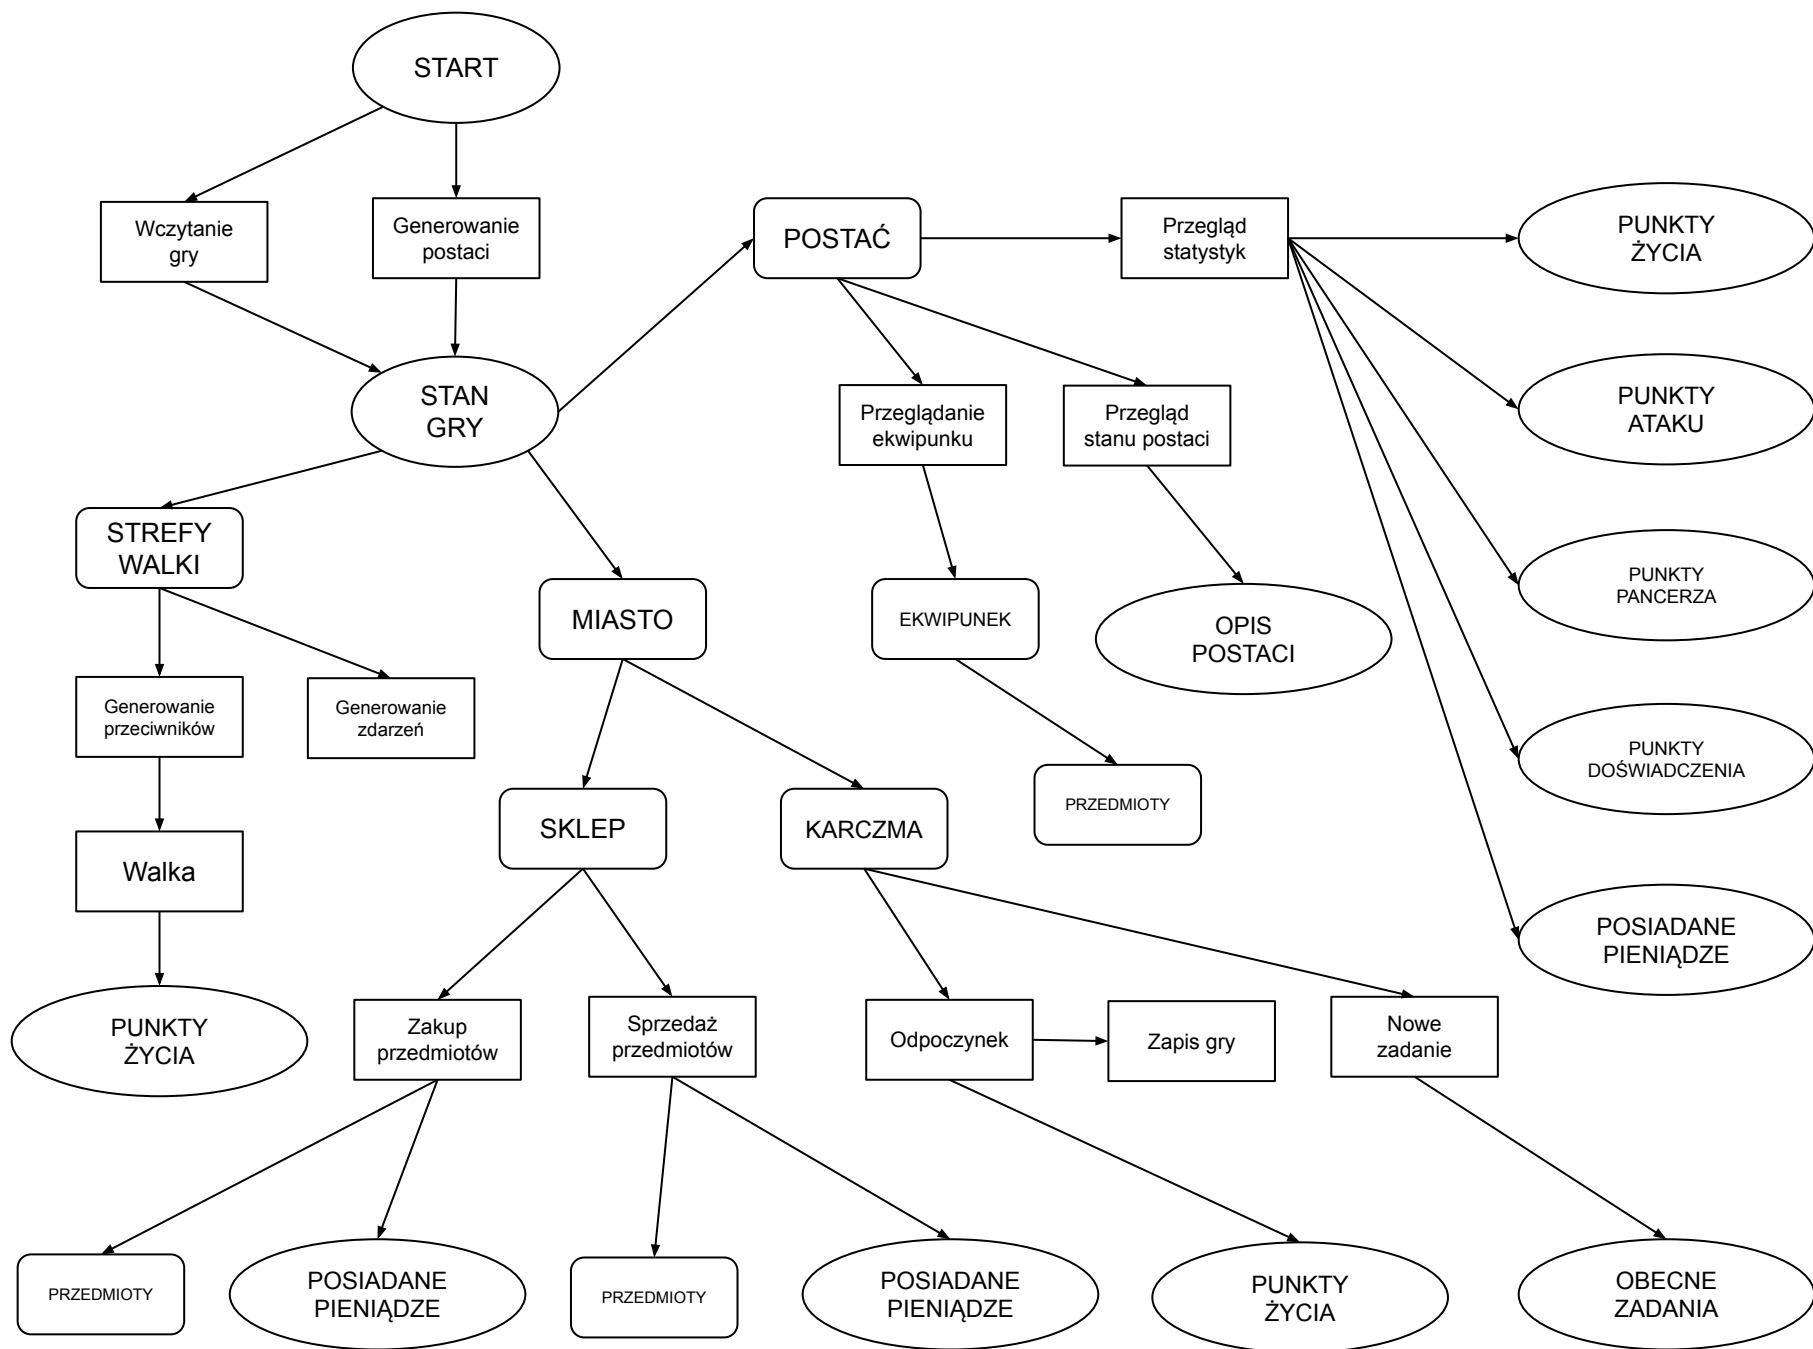 START
Wczytanie
gry
Generowanie
postaci
POSTAĆ
Przegląd
statystyk
PUNKTY
ŻYCIA
STAN
GRY
Przeglądanie
ekwipunku
Przegląd
stanu postaci
PUNKTY
ATAKU
STREFY
WALKI
MIASTO
EKWIPUNEK
OPIS
POSTACI
PUNKTY
PANCERZA
Generowanie
przeciwników
Generowanie
zdarzeń
PUNKTY
DOŚWIADCZENIA
Walka
SKLEP
KARCZMA
PRZEDMIOTY
POSIADANE
PIENIĄDZE
PUNKTY
ŻYCIA
Zakup
przedmiotów
Sprzedaż
przedmiotów
Odpoczynek
Zapis gry
Nowe
zadanie
PRZEDMIOTY
POSIADANE
PIENIĄDZE
PRZEDMIOTY
POSIADANE
PIENIĄDZE
PUNKTY
ŻYCIA
OBECNE
ZADANIA